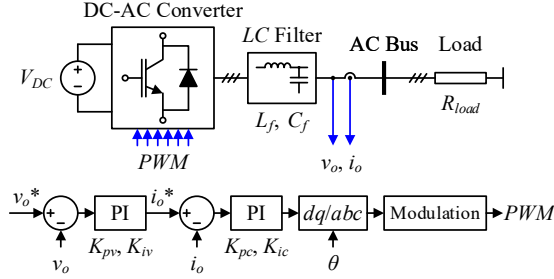 DC-AC Converter
LC Filter
AC Bus
Load
V_DC
L_f, C_f
R_load
PWM
v_o, i_o
v_o*
+
−
PI
i_o*
+
−
PI
dq/abc
Modulation
PWM
K_pv, K_iv
K_pc, K_ic
v_o
i_o
θ